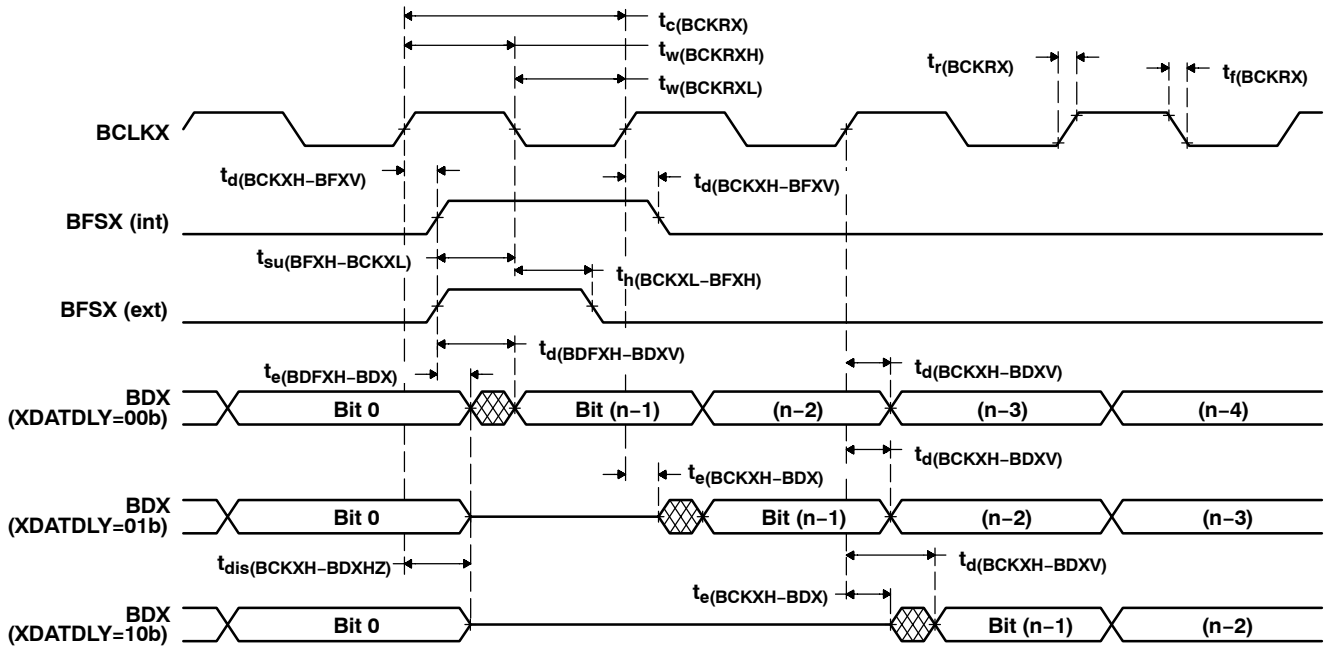 tc(BCKRX)
tw(BCKRXH)
tr(BCKRX)
tf(BCKRX)
tw(BCKRXL)
BCLKX
td(BCKXH−BFXV)
td(BCKXH−BFXV)
BFSX (int)
tsu(BFXH−BCKXL)
th(BCKXL−BFXH)
BFSX (ext)
td(BDFXH−BDXV)
te(BDFXH−BDX)
td(BCKXH−BDXV)
BDX
(XDATDLY=00b)
Bit 0
Bit (n−1)
(n−2)
(n−3)
(n−4)
td(BCKXH−BDXV)
te(BCKXH−BDX)
BDX
(XDATDLY=01b)
Bit 0
Bit (n−1)
(n−2)
(n−3)
tdis(BCKXH−BDXHZ)
td(BCKXH−BDXV)
te(BCKXH−BDX)
BDX
(XDATDLY=10b)
Bit 0
Bit (n−1)
(n−2)